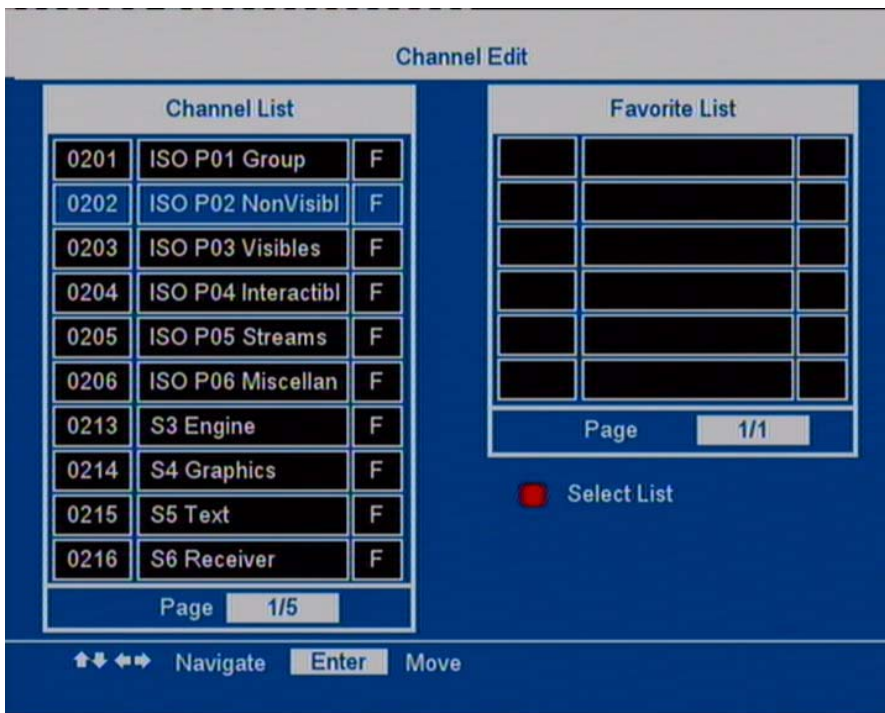 Channel Edit
Channel List
0201 ISO P01 Group F
0202 ISO P02 NonVisibl F
0203 ISO P03 Visibles F
0204 ISO P04 Interactibl F
0205 ISO P05 Streams F
0206 ISO P06 Miscellan F
0213 S3 Engine F
0214 S4 Graphics F
0215 S5 Text F
0216 S6 Receiver F
Page 1/5
Favorite List
Page 1/1
Select List
Navigate Enter Move